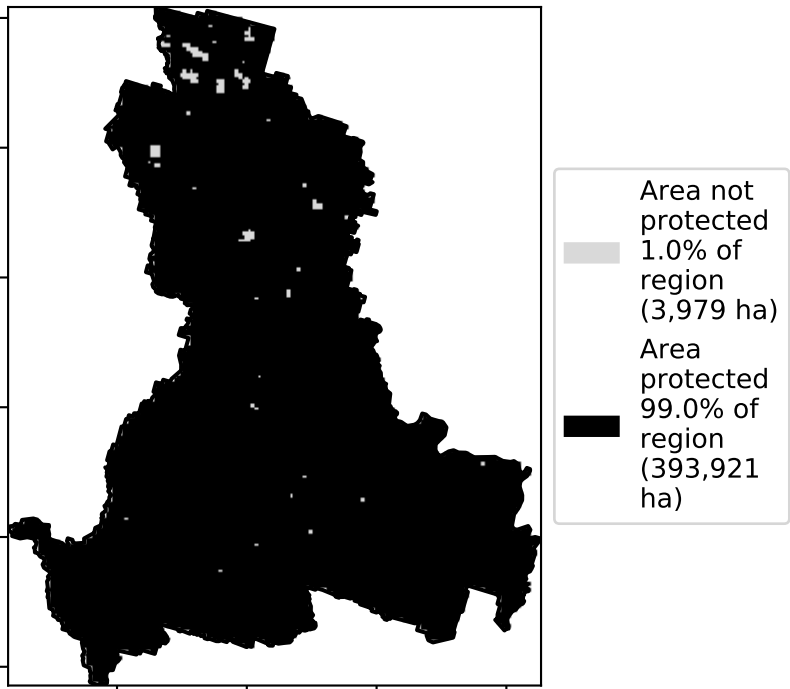 Area not
protected
1.0% of
region
(3,979 ha)
Area
protected
99.0% of
region
(393,921
ha)